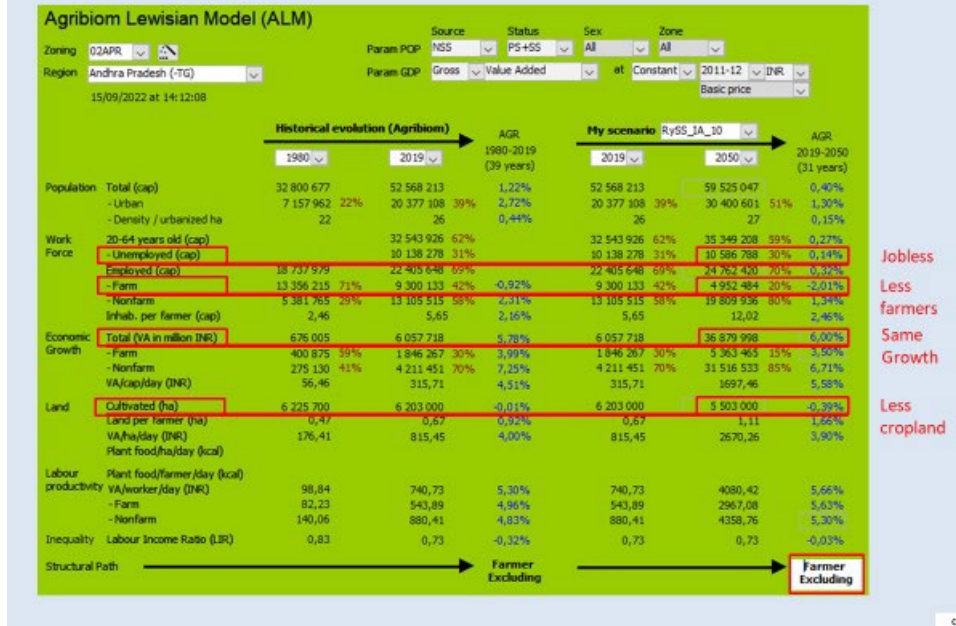 Agribiom Lewisian Model (ALM)
Source Status Sex Zone
Zoning 02APR Param POP NSS PS+SS All All
Region Andhra Pradesh (-TG) Param GDP Gross Value Added at Constant 2011-12 INR
Basic price
15/09/2022 at 14:12:08
Historical evolution (Agribiom) AGR My scenario RySS_IA_10 AGR
1980 2019 1980-2019 2019 2050 2019-2050
(39 years) (31 years)
Population Total (cap) 32 800 677 52 568 213 1,22% 52 568 213 59 525 047 0,40%
- Urban 7 157 962 22% 20 377 108 39% 2,72% 20 377 108 39% 30 400 601 51% 1,30%
- Density / urbanized ha 22 26 0,44% 26 27 0,15%
Work 20-64 years old (cap) 32 543 926 62% 32 543 926 62% 35 349 208 59% 0,27%
Force - Unemployed (cap) 10 138 278 31% 10 138 278 31% 10 586 788 30% 0,14% Jobless
Employed (cap) 18 737 979 22 405 648 69% 22 405 648 69% 24 762 420 70% 0,32%
- Farm 13 356 215 71% 9 300 133 42% -0,92% 9 300 133 42% 4 952 484 20% -2,01% Less
- Nonfarm 5 381 765 29% 13 105 515 58% 2,31% 13 105 515 58% 19 809 936 80% 1,34% farmers
Inhab. per farmer (cap) 2,46 5,65 2,16% 5,65 12,02 2,46%
Economic Total (VA in million INR) 676 005 6 057 718 5,78% 6 057 718 36 879 998 6,00% Same
Growth - Farm 400 875 59% 1 846 267 30% 3,99% 1 846 267 30% 5 363 465 15% 3,50% Growth
- Nonfarm 275 130 41% 4 211 451 70% 7,25% 4 211 451 70% 31 516 533 85% 6,71%
VA/cap/day (INR) 56,46 315,71 4,51% 315,71 1697,46 5,58%
Land Cultivated (ha) 6 225 700 6 203 000 -0,01% 6 203 000 5 503 000 -0,39% Less
Land per farmer (ha) 0,47 0,67 0,92% 0,67 1,11 1,66% cropland
VA/ha/day (INR) 176,41 815,45 4,00% 815,45 2670,26 3,90%
Plant food/ha/day (kcal)
Labour Plant food/farmer/day (kcal)
productivity VA/worker/day (INR) 98,84 740,73 5,30% 740,73 4080,42 5,66%
- Farm 82,23 543,89 4,96% 543,89 2967,08 5,63%
- Nonfarm 140,06 880,41 4,83% 880,41 4358,76 5,30%
Inequality Labour Income Ratio (LIR) 0,83 0,73 -0,32% 0,73 0,73 -0,03%
Structural Path Farmer Farmer
Excluding Excluding